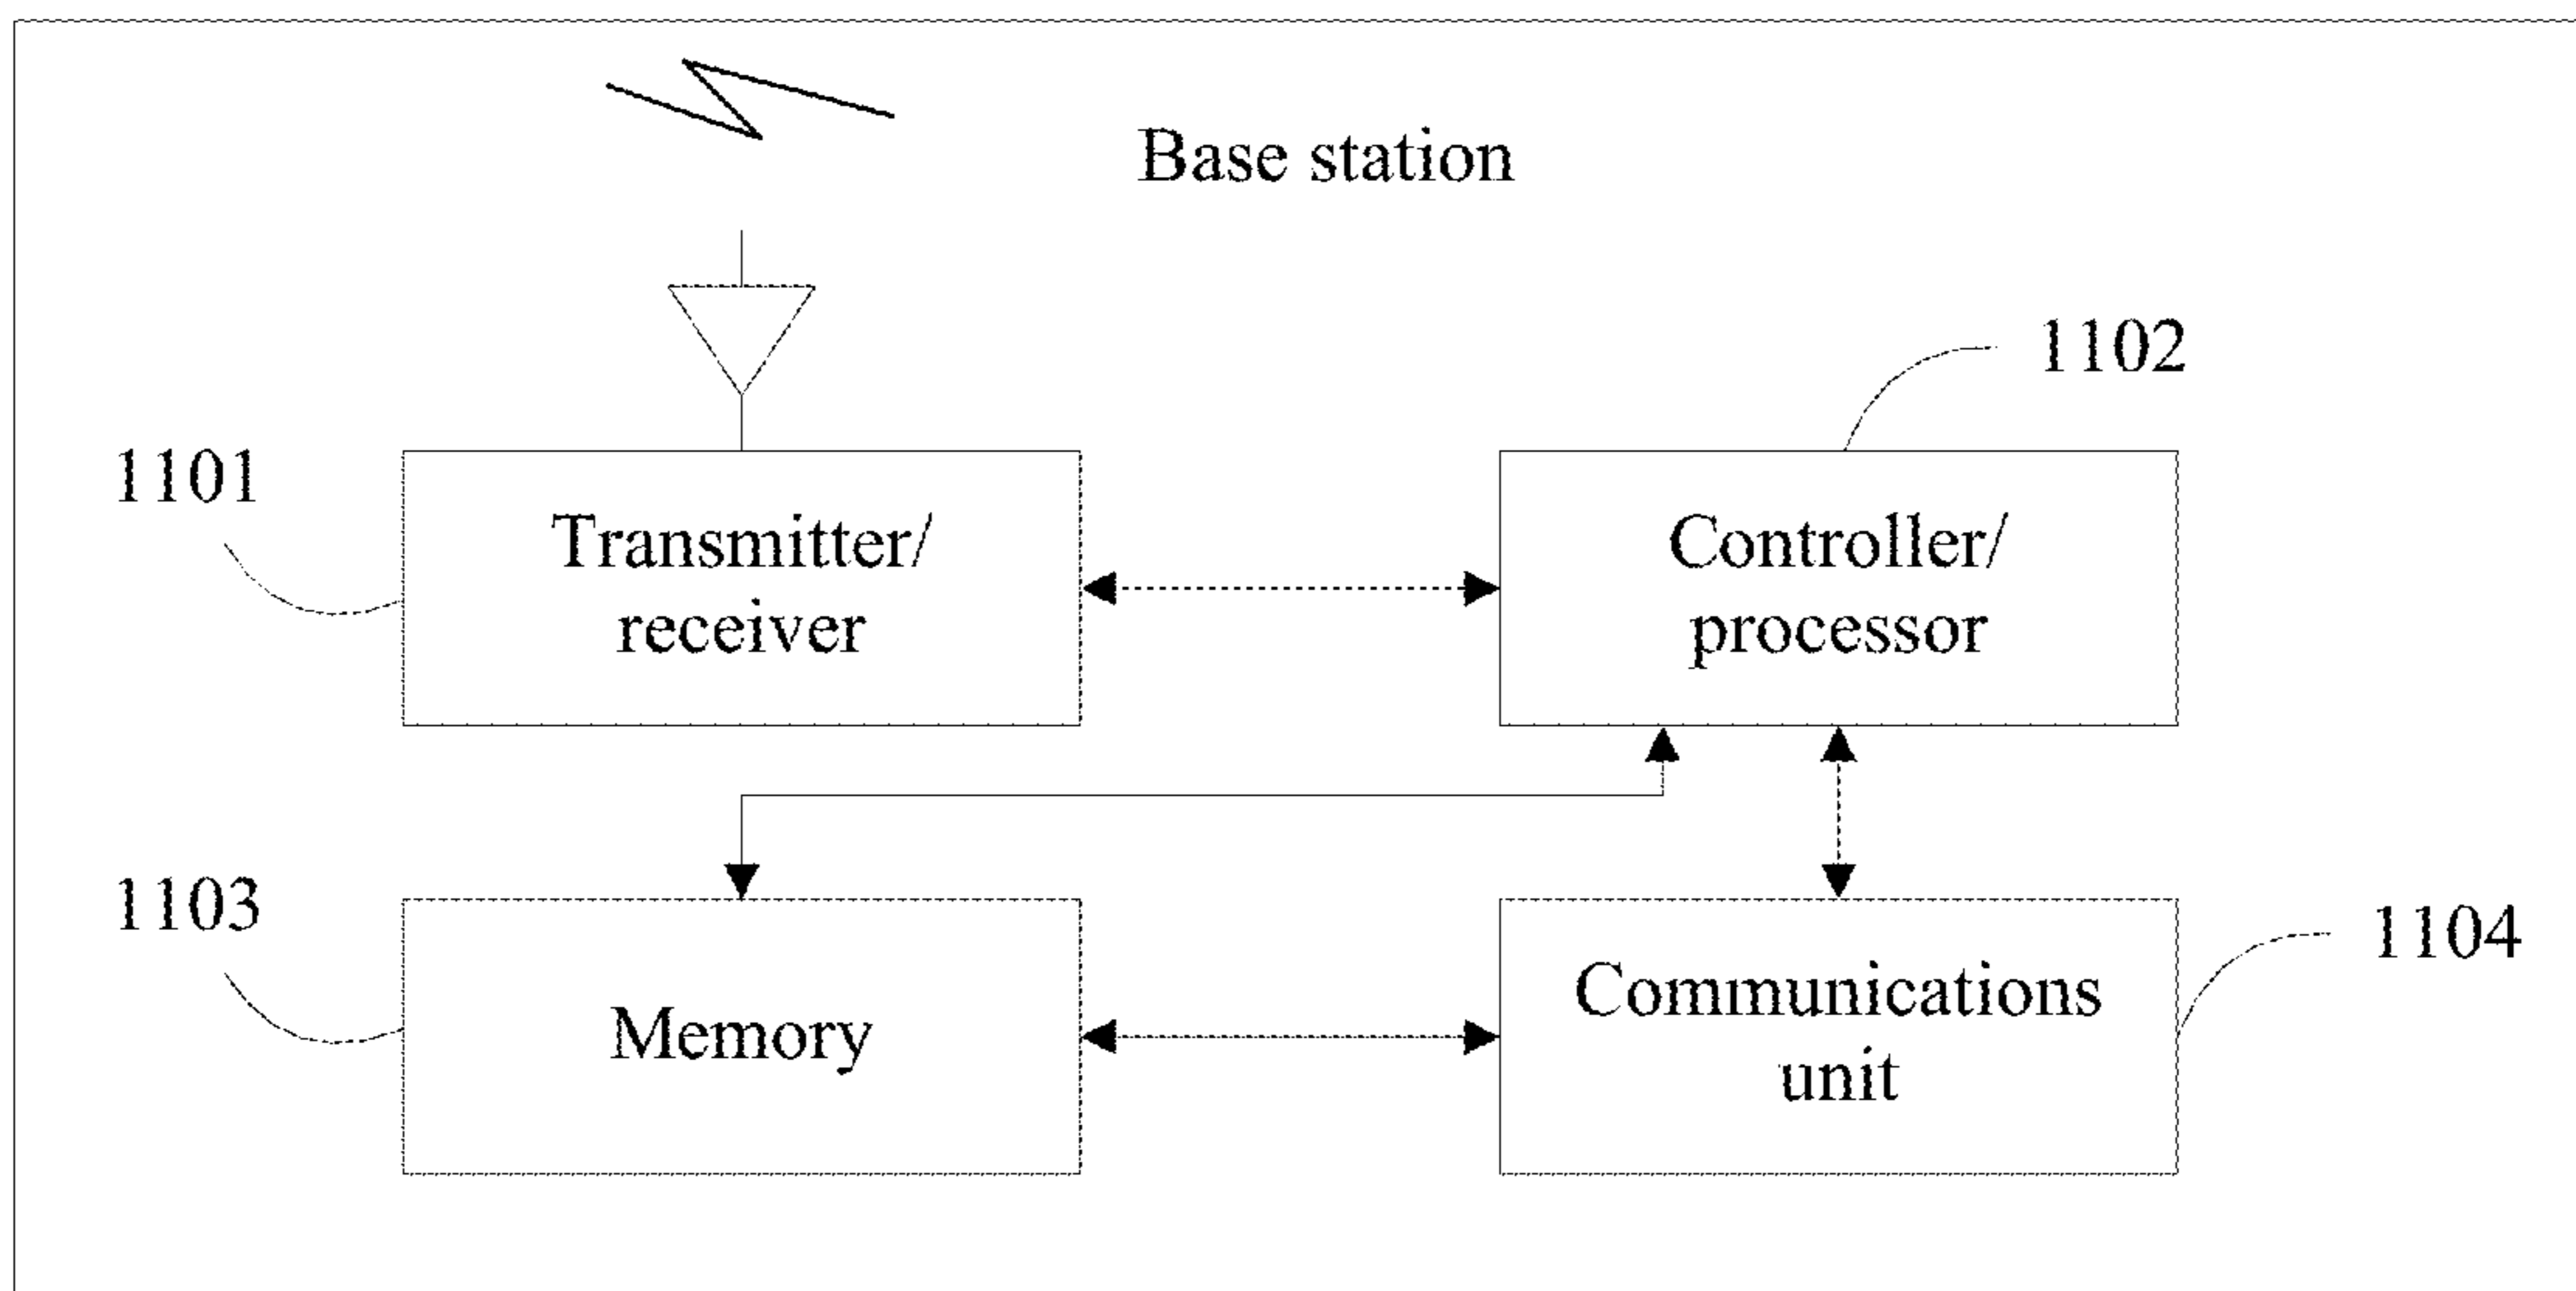 Base station
1102
1101
Transmitter/
receiver
Controller/
processor
1103
1104
Memory
Communications
unit